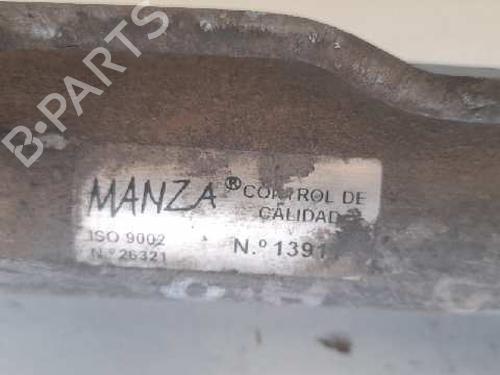 B-PARTS
MANZA® CONTROL DE
CALIDAD
ISO 9002 N.º 1391
N.º 26321